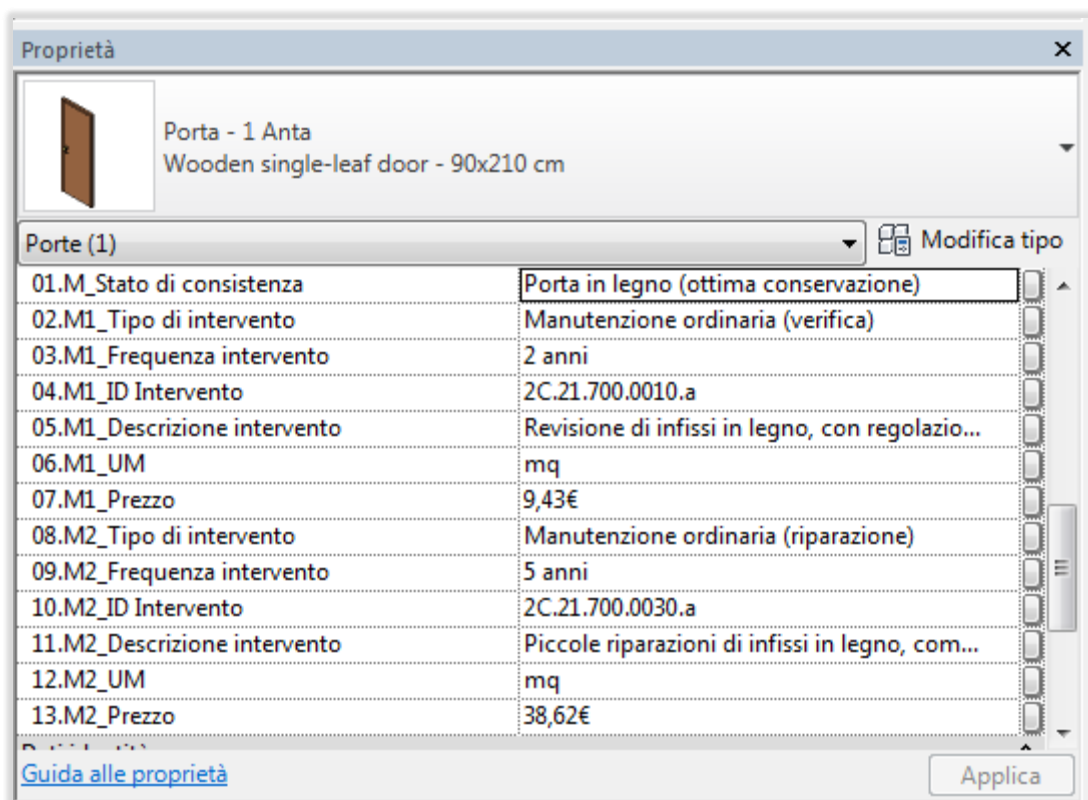 Proprietà
Porta - 1 Anta
Wooden single-leaf door - 90x210 cm
Porte (1) Modifica tipo
01.M_Stato di consistenza Porta in legno (ottima conservazione)
02.M1_Tipo di intervento Manutenzione ordinaria (verifica)
03.M1_Frequenza intervento 2 anni
04.M1_ID Intervento 2C.21.700.0010.a
05.M1_Descrizione intervento Revisione di infissi in legno, con regolazio...
06.M1_UM mq
07.M1_Prezzo 9,43€
08.M2_Tipo di intervento Manutenzione ordinaria (riparazione)
09.M2_Frequenza intervento 5 anni
10.M2_ID Intervento 2C.21.700.0030.a
11.M2_Descrizione intervento Piccole riparazioni di infissi in legno, com...
12.M2_UM mq
13.M2_Prezzo 38,62€
Guida alle proprietà Applica